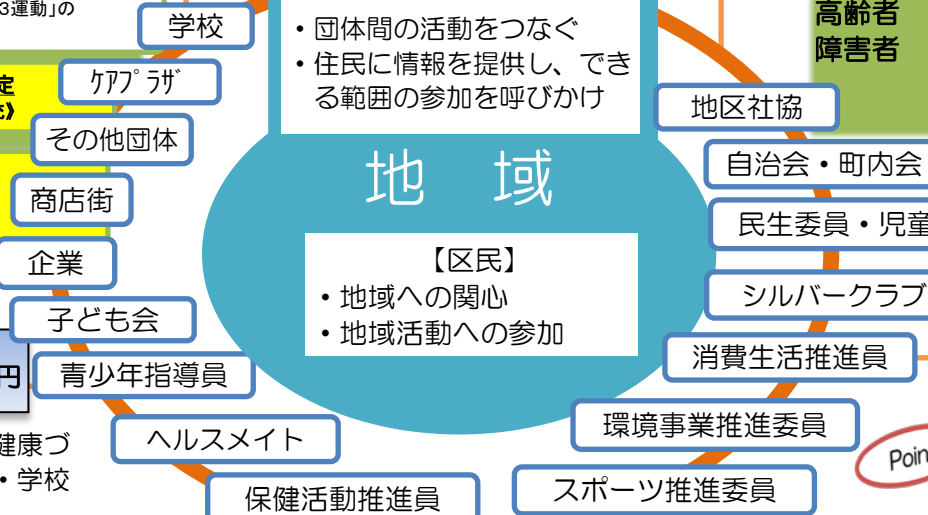 3運動」の
学校
・団体間の活動をつなぐ
・住民に情報を提供し、でき
る範囲の参加を呼びかけ
高齢者
障害者
定
ｹｱﾌﾟﾗｻﾞ
地区社協
その他団体
地 域
自治会・町内会
商店街
民生委員・児童
企業
【区民】
・地域への関心
・地域活動への参加
シルバークラブ
子ども会
消費生活推進員
円
青少年指導員
環境事業推進委員
ヘルスメイト
健康づ
・学校
Poin
スポーツ推進委員
保健活動推進員